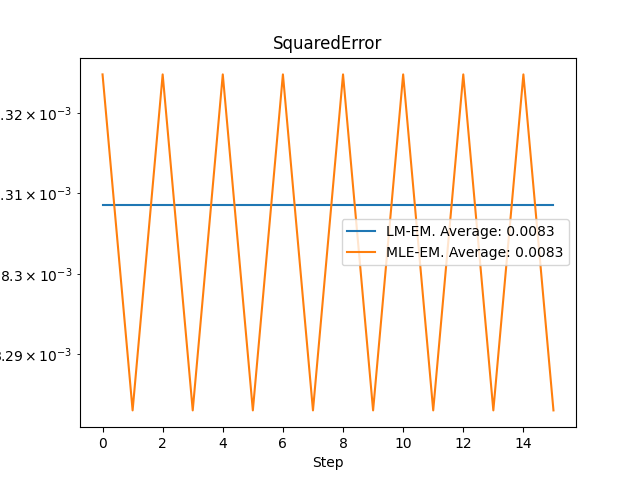 SquaredError
.32 × 10⁻³
.31 × 10⁻³
8.3 × 10⁻³
8.29 × 10⁻³
LM-EM. Average: 0.0083
MLE-EM. Average: 0.0083
0 2 4 6 8 10 12 14
Step